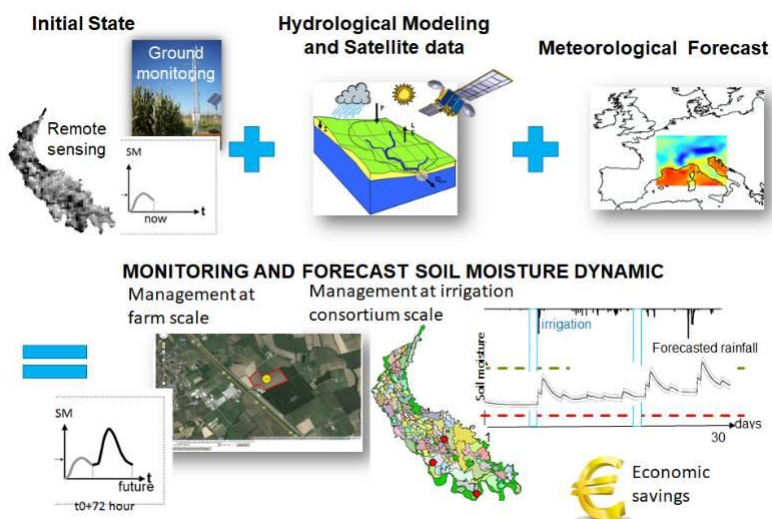 Initial State
Hydrological Modeling
and Satellite data
Meteorological Forecast
Ground
monitoring
Remote
sensing
SM
now
t
P
MONITORING AND FORECAST SOIL MOISTURE DYNAMIC
Management at
farm scale
Management at irrigation
consortium scale
irrigation
Soil moisture
Forecasted rainfall
days
1
30
SM
t
future
t0+72 hour
Economic
savings